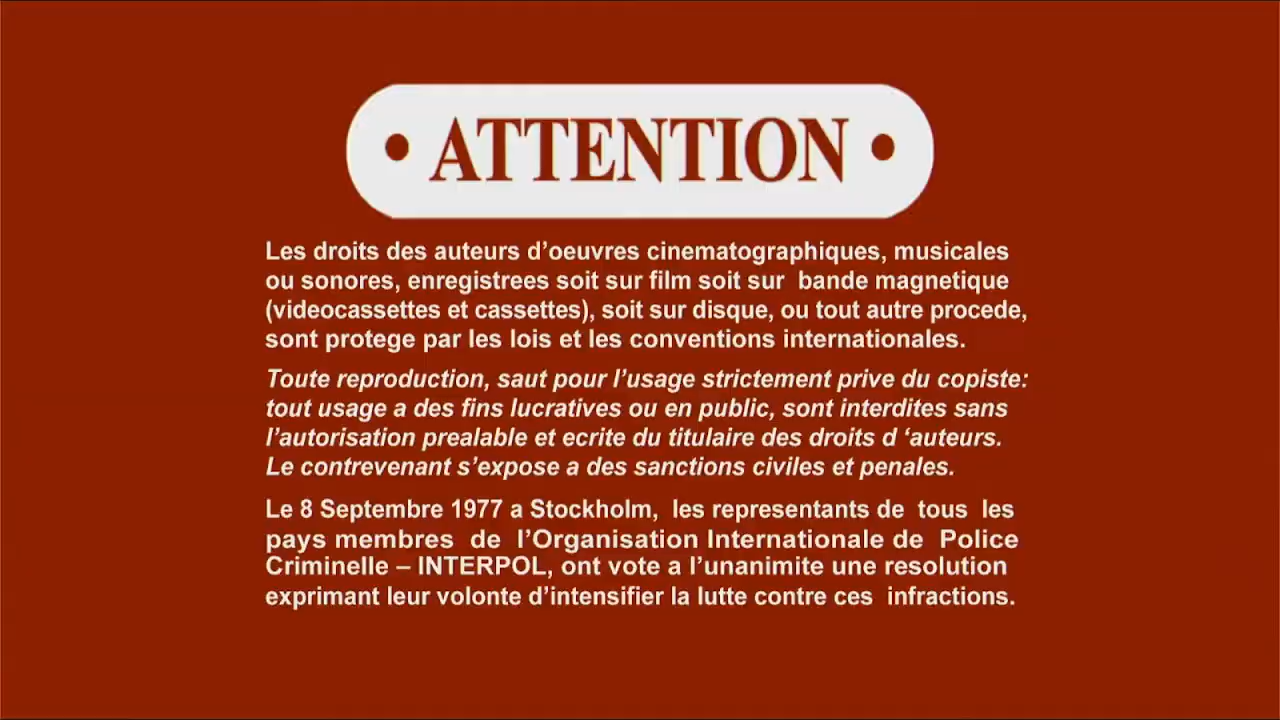 • ATTENTION •
Les droits des auteurs d’oeuvres cinematographiques, musicales
ou sonores, enregistrees soit sur film soit sur bande magnetique
(videocassettes et cassettes), soit sur disque, ou tout autre procede,
sont protege par les lois et les conventions internationales.
Toute reproduction, saut pour l’usage strictement prive du copiste:
tout usage a des fins lucratives ou en public, sont interdites sans
l’autorisation prealable et ecrite du titulaire des droits d ‘auteurs.
Le contrevenant s’expose a des sanctions civiles et penales.
Le 8 Septembre 1977 a Stockholm, les representants de tous les
pays membres de l’Organisation Internationale de Police
Criminelle – INTERPOL, ont vote a l’unanimite une resolution
exprimant leur volonte d’intensifier la lutte contre ces infractions.